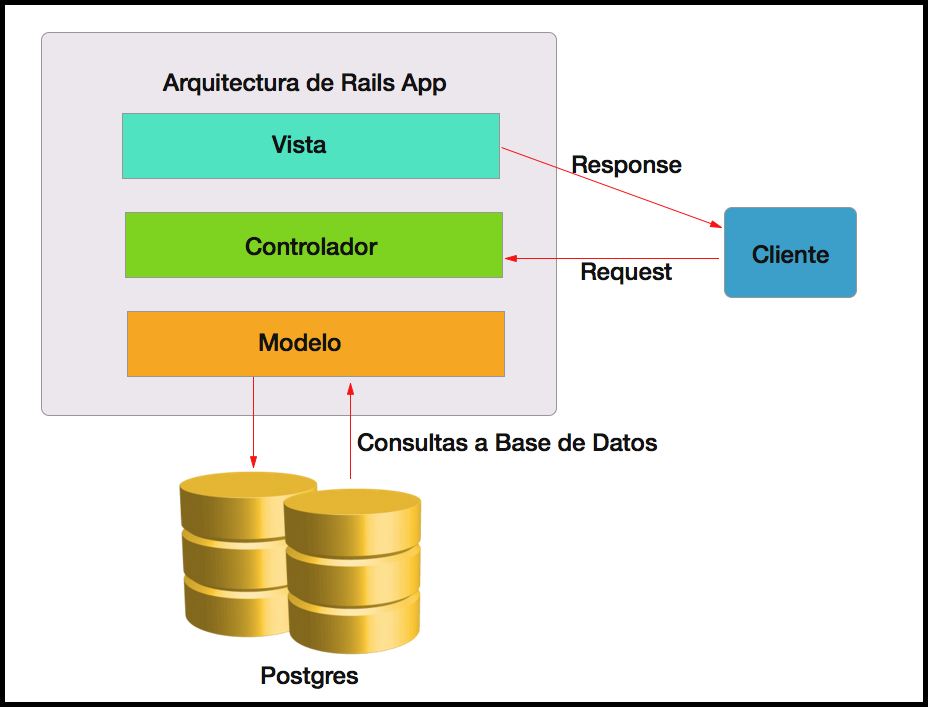 Arquitectura de Rails App
Vista
Response
Controlador
Cliente
Request
Modelo
Consultas a Base de Datos
Postgres